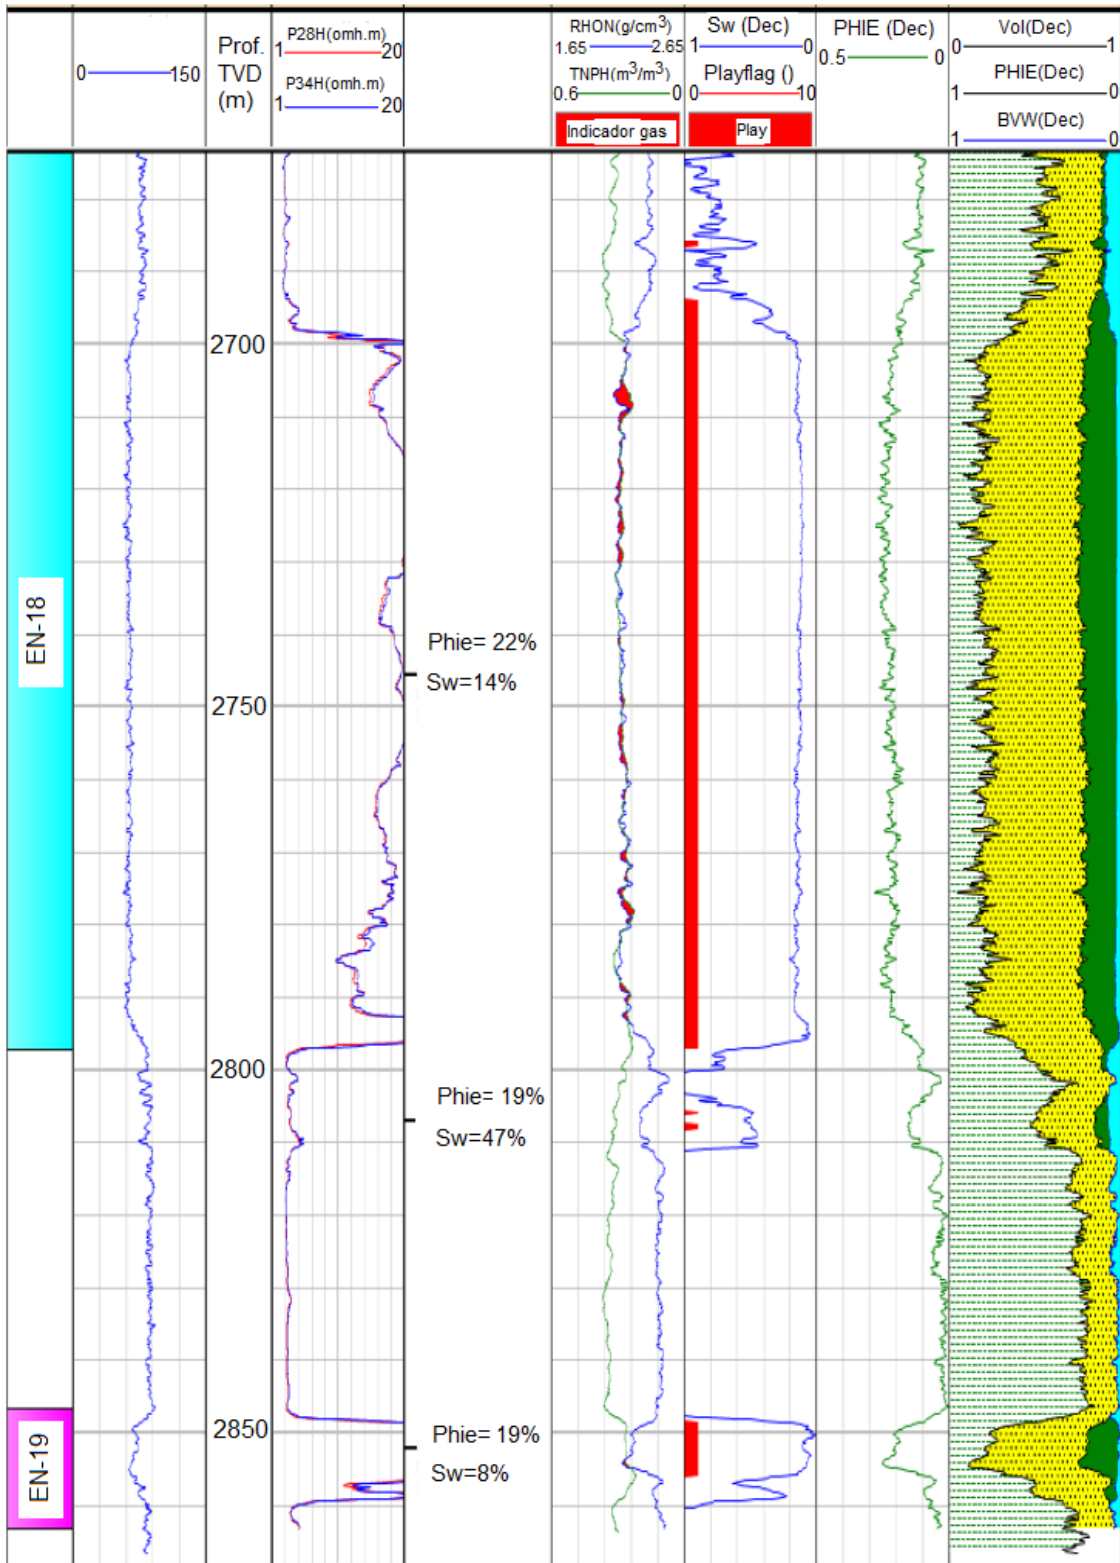 0 150
Prof.
TVD
(m)
P28H(omh.m)
1 20
P34H(omh.m)
1 20
RHON(g/cm³)
1.65 2.65
TNPH(m³/m³)
0.6 0
Indicador gas
Sw (Dec)
1 0
Playflag ()
0 10
Play
PHIE (Dec)
0.5 0
Vol(Dec)
0 1
PHIE(Dec)
1 0
BVW(Dec)
1 0
2700
EN-18
Phie= 22%
Sw=14%
2750
2800
Phie= 19%
Sw=47%
2850
Phie= 19%
Sw=8%
EN-19